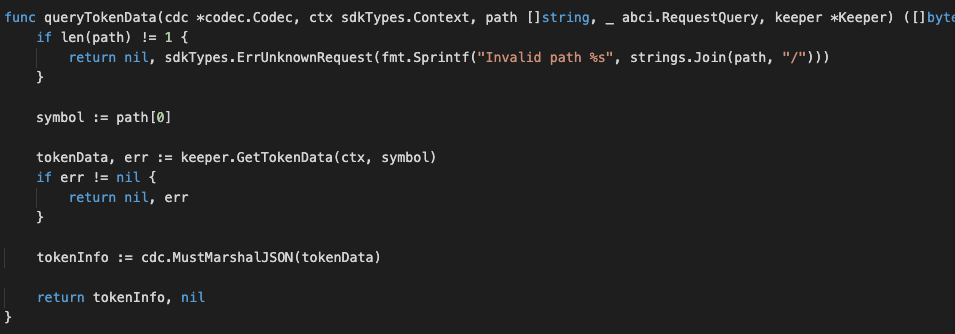 func queryTokenData(cdc *codec.Codec, ctx sdkTypes.Context, path []string, _ abci.RequestQuery, keeper *Keeper) ([]byte
if len(path) != 1 {
return nil, sdkTypes.ErrUnknownRequest(fmt.Sprintf("Invalid path %s", strings.Join(path, "/")))
}
symbol := path[0]
tokenData, err := keeper.GetTokenData(ctx, symbol)
if err != nil {
return nil, err
}
tokenInfo := cdc.MustMarshalJSON(tokenData)
return tokenInfo, nil
}